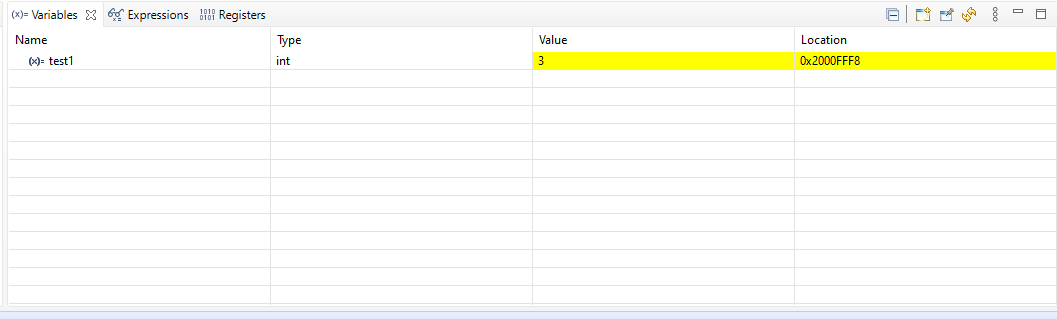 (x)= Variables Expressions 1010 0101 Registers
Name Type Value Location
(x)= test1 int 3 0x2000FFF8